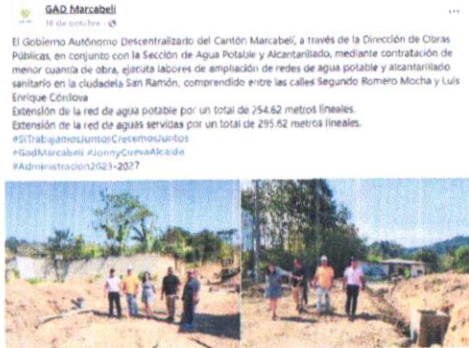 GAD Marcabelí
16 de octubre
El Gobierno Autónomo Descentralizado del Cantón Marcabelí, a través de la Dirección de Obras
Públicas, en conjunto con la Sección de Agua Potable y Alcantarillado, mediante contratación de
menor cuantía de obra, ejecuta labores de ampliación de redes de agua potable y alcantarillado
sanitario en la ciudadela San Ramón, comprendido entre las calles Segundo Romero Mocha y Luis
Enrique Córdova
Extensión de la red de agua potable por un total de 254.62 metros lineales.
Extensión de la red de aguas servidas por un total de 295.62 metros lineales.
#SiTrabajamosJuntosCrecemosJuntos
#GadMarcabelí #JonnyCuevaAlcalde
#Administración2023-2027